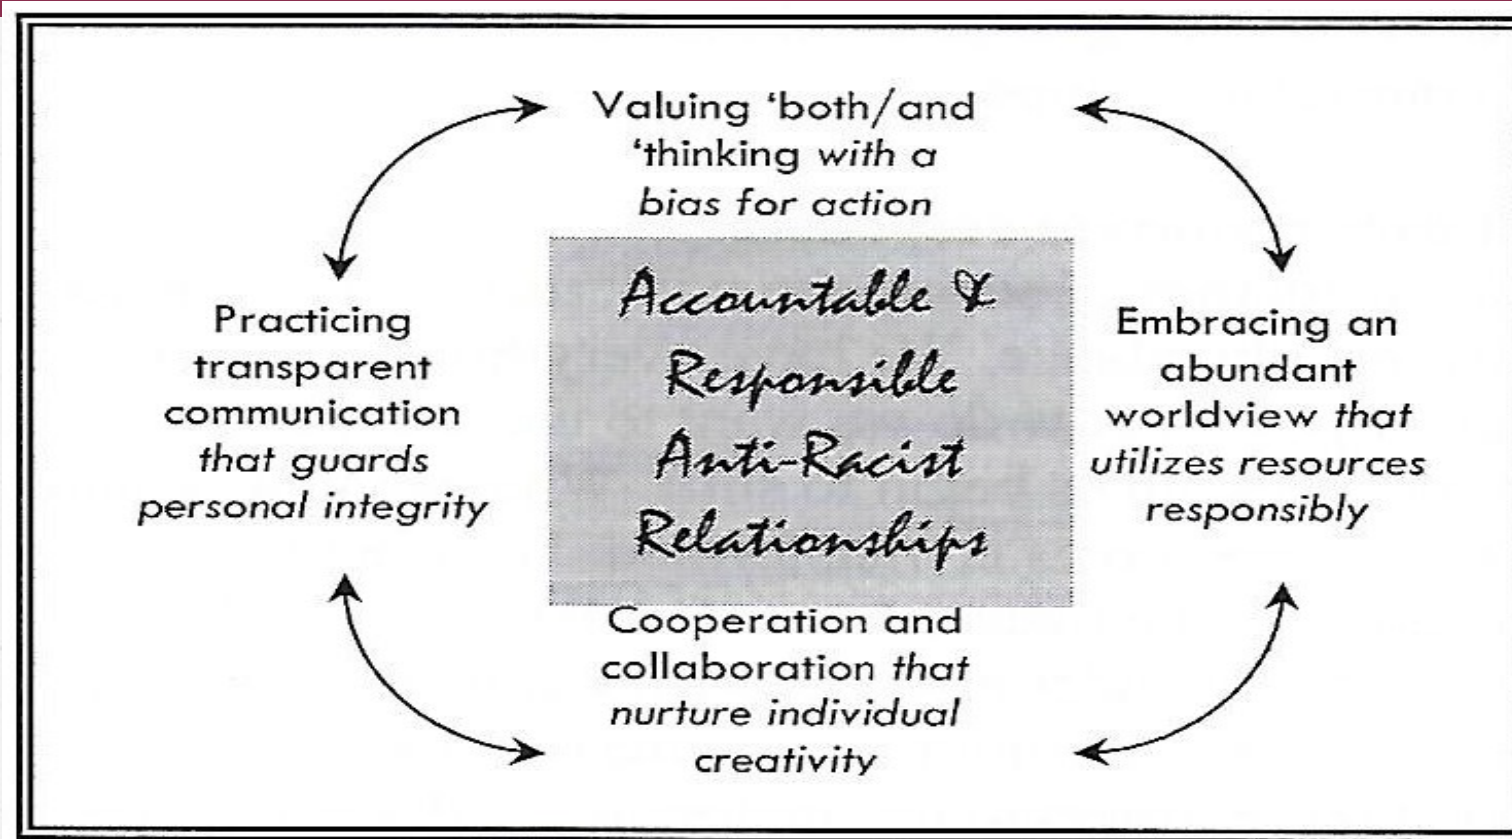 Valuing ‘both/and
‘thinking with a
bias for action
Practicing
transparent
communication
that guards
personal integrity
Accountable &
Responsible
Anti-Racist
Relationships
Embracing an
abundant
worldview that
utilizes resources
responsibly
Cooperation and
collaboration that
nurture individual
creativity